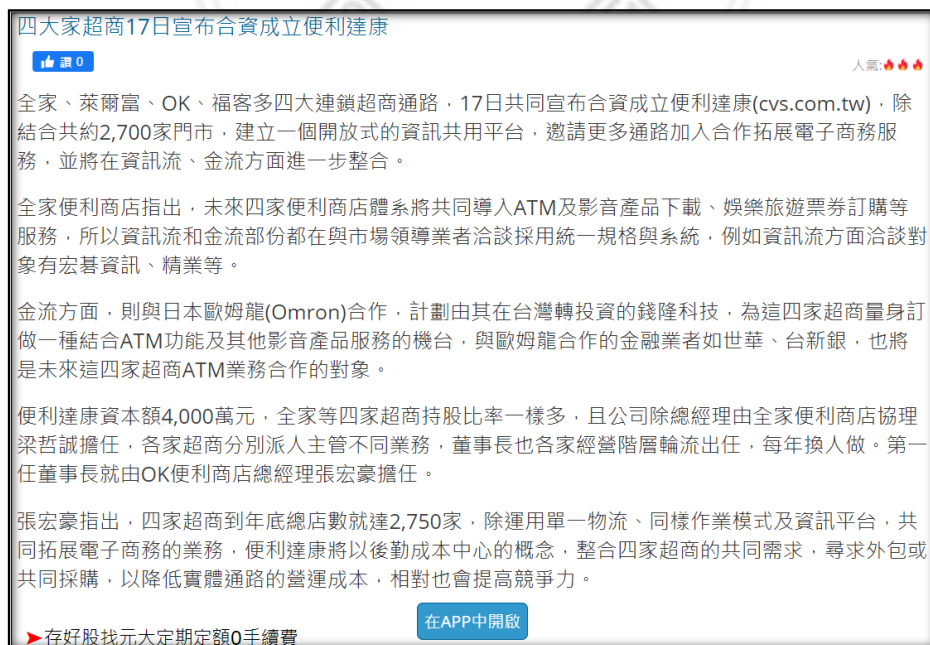 四大家超商17日宣布合資成立便利達康
讚 0
人氣:
全家、萊爾富、OK、福客多四大連鎖超商通路，17日共同宣布合資成立便利達康(cvs.com.tw)，除
結合共約2,700家門市，建立一個開放式的資訊共用平台，邀請更多通路加入合作拓展電子商務服
務，並將在資訊流、金流方面進一步整合。
全家便利商店指出，未來四家便利商店體系將共同導入ATM及影音產品下載、娛樂旅遊票券訂購等
服務，所以資訊流和金流部份都在與市場領導業者洽談採用統一規格與系統，例如資訊流方面洽談對
象有宏碁資訊、精業等。
金流方面，則與日本歐姆龍(Omron)合作，計劃由其在台灣轉投資的錢隆科技，為這四家超商量身訂
做一種結合ATM功能及其他影音產品服務的機台，與歐姆龍合作的金融業者如世華、台新銀，也將
是未來這四家超商ATM業務合作的對象。
便利達康資本額4,000萬元，全家等四家超商持股比率一樣多，且公司除總經理由全家便利商店協理
梁哲誠擔任，各家超商分別派人主管不同業務，董事長也各家經營階層輪流出任，每年換人做。第一
任董事長就由OK便利商店總經理張宏豪擔任。
張宏豪指出，四家超商到年底總店數就達2,750家，除運用單一物流、同樣作業模式及資訊平台，共
同拓展電子商務的業務，便利達康將以後勤成本中心的概念，整合四家超商的共同需求，尋求外包或
共同採購，以降低實體通路的營運成本，相對也會提高競爭力。
在APP中開啟
➤存好股找元大定期定額0手續費